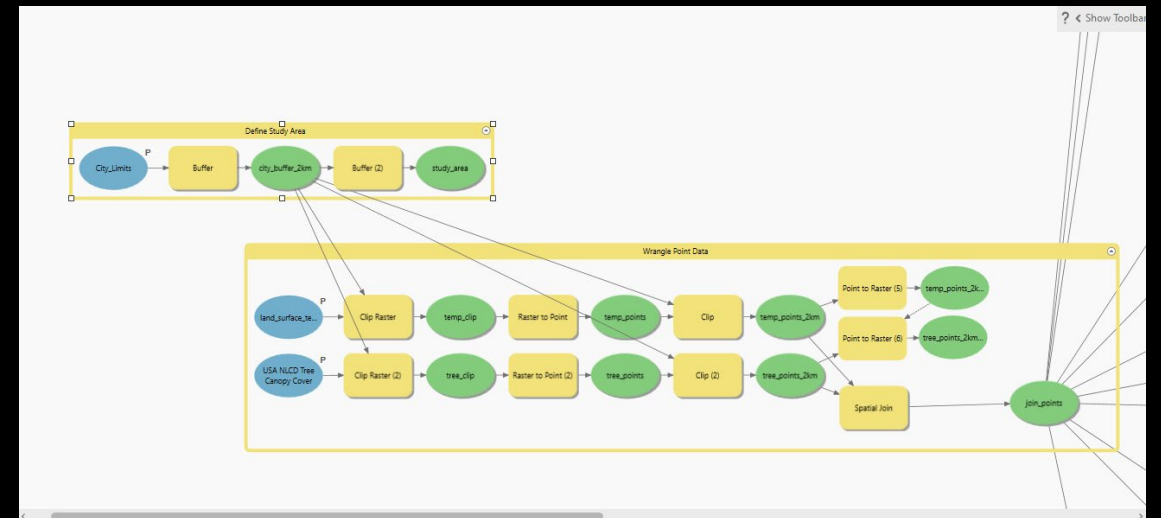 ? < Show Toolbar
Define Study Area
City_Limits
P
Buffer
city_buffer_2km
Buffer (2)
study_area
Wrangle Point Data
land_surface_te...
P
Clip Raster
temp_clip
Raster to Point
temp_points
Clip
temp_points_2km
Point to Raster (5)
temp_points_2k...
Point to Raster (6)
tree_points_2km...
USA NLCD Tree
Canopy Cover
P
Clip Raster (2)
tree_clip
Raster to Point (2)
tree_points
Clip (2)
tree_points_2km
Spatial Join
join_points